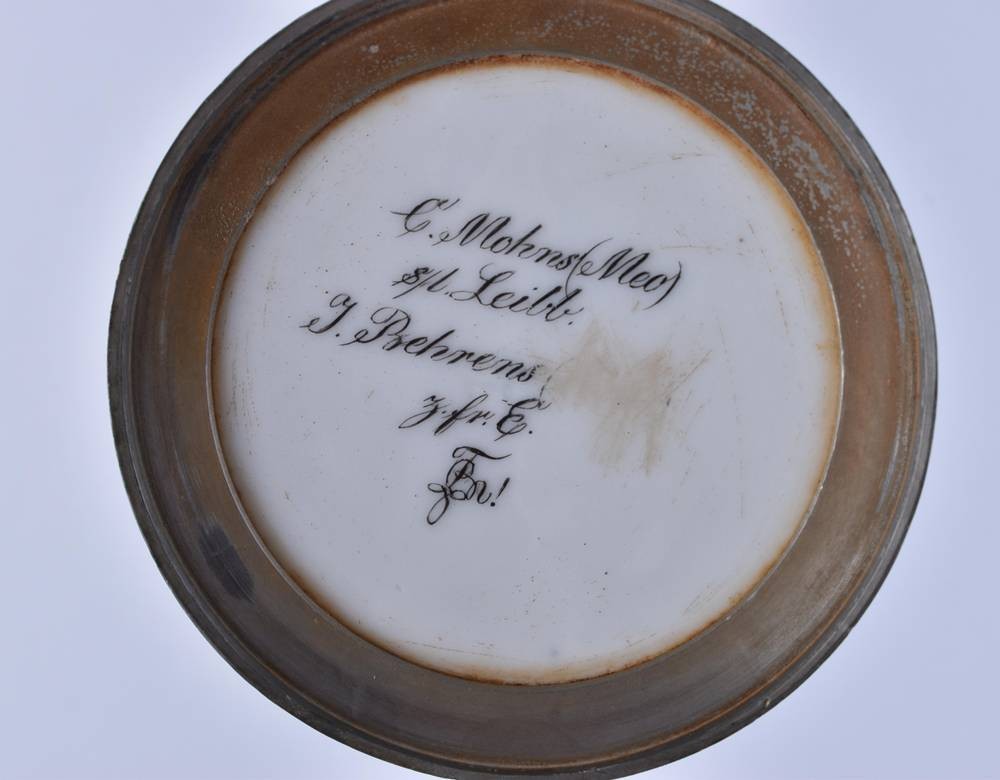 C. Mohns (Meo)
s/l. Leibb.
J. Behrens (
z. fr. E.